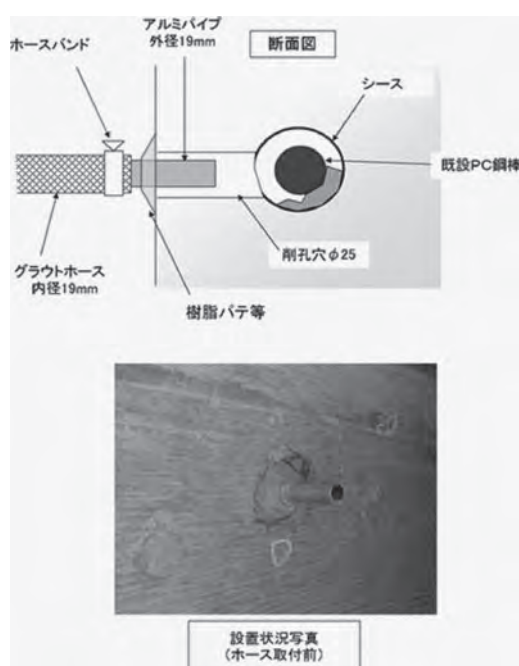 アルミパイプ
外径19mm
断面図
ホースバンド
シース
既設PC鋼棒
削孔穴φ25
グラウトホース
内径19mm
樹脂パテ等
設置状況写真
(ホース取付前)